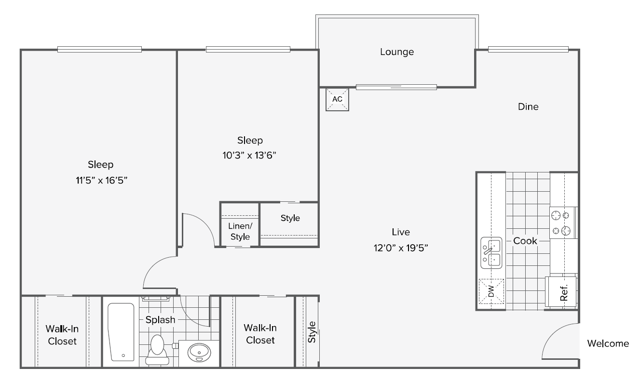 Lounge
AC
Dine
Sleep
10'3" x 13'6"
Sleep
11'5" x 16'5"
Linen/
Style
Style
Live
12'0" x 19'5"
Cook
DW
Ref.
Splash
Walk-In
Closet
Walk-In
Closet
Style
Welcome